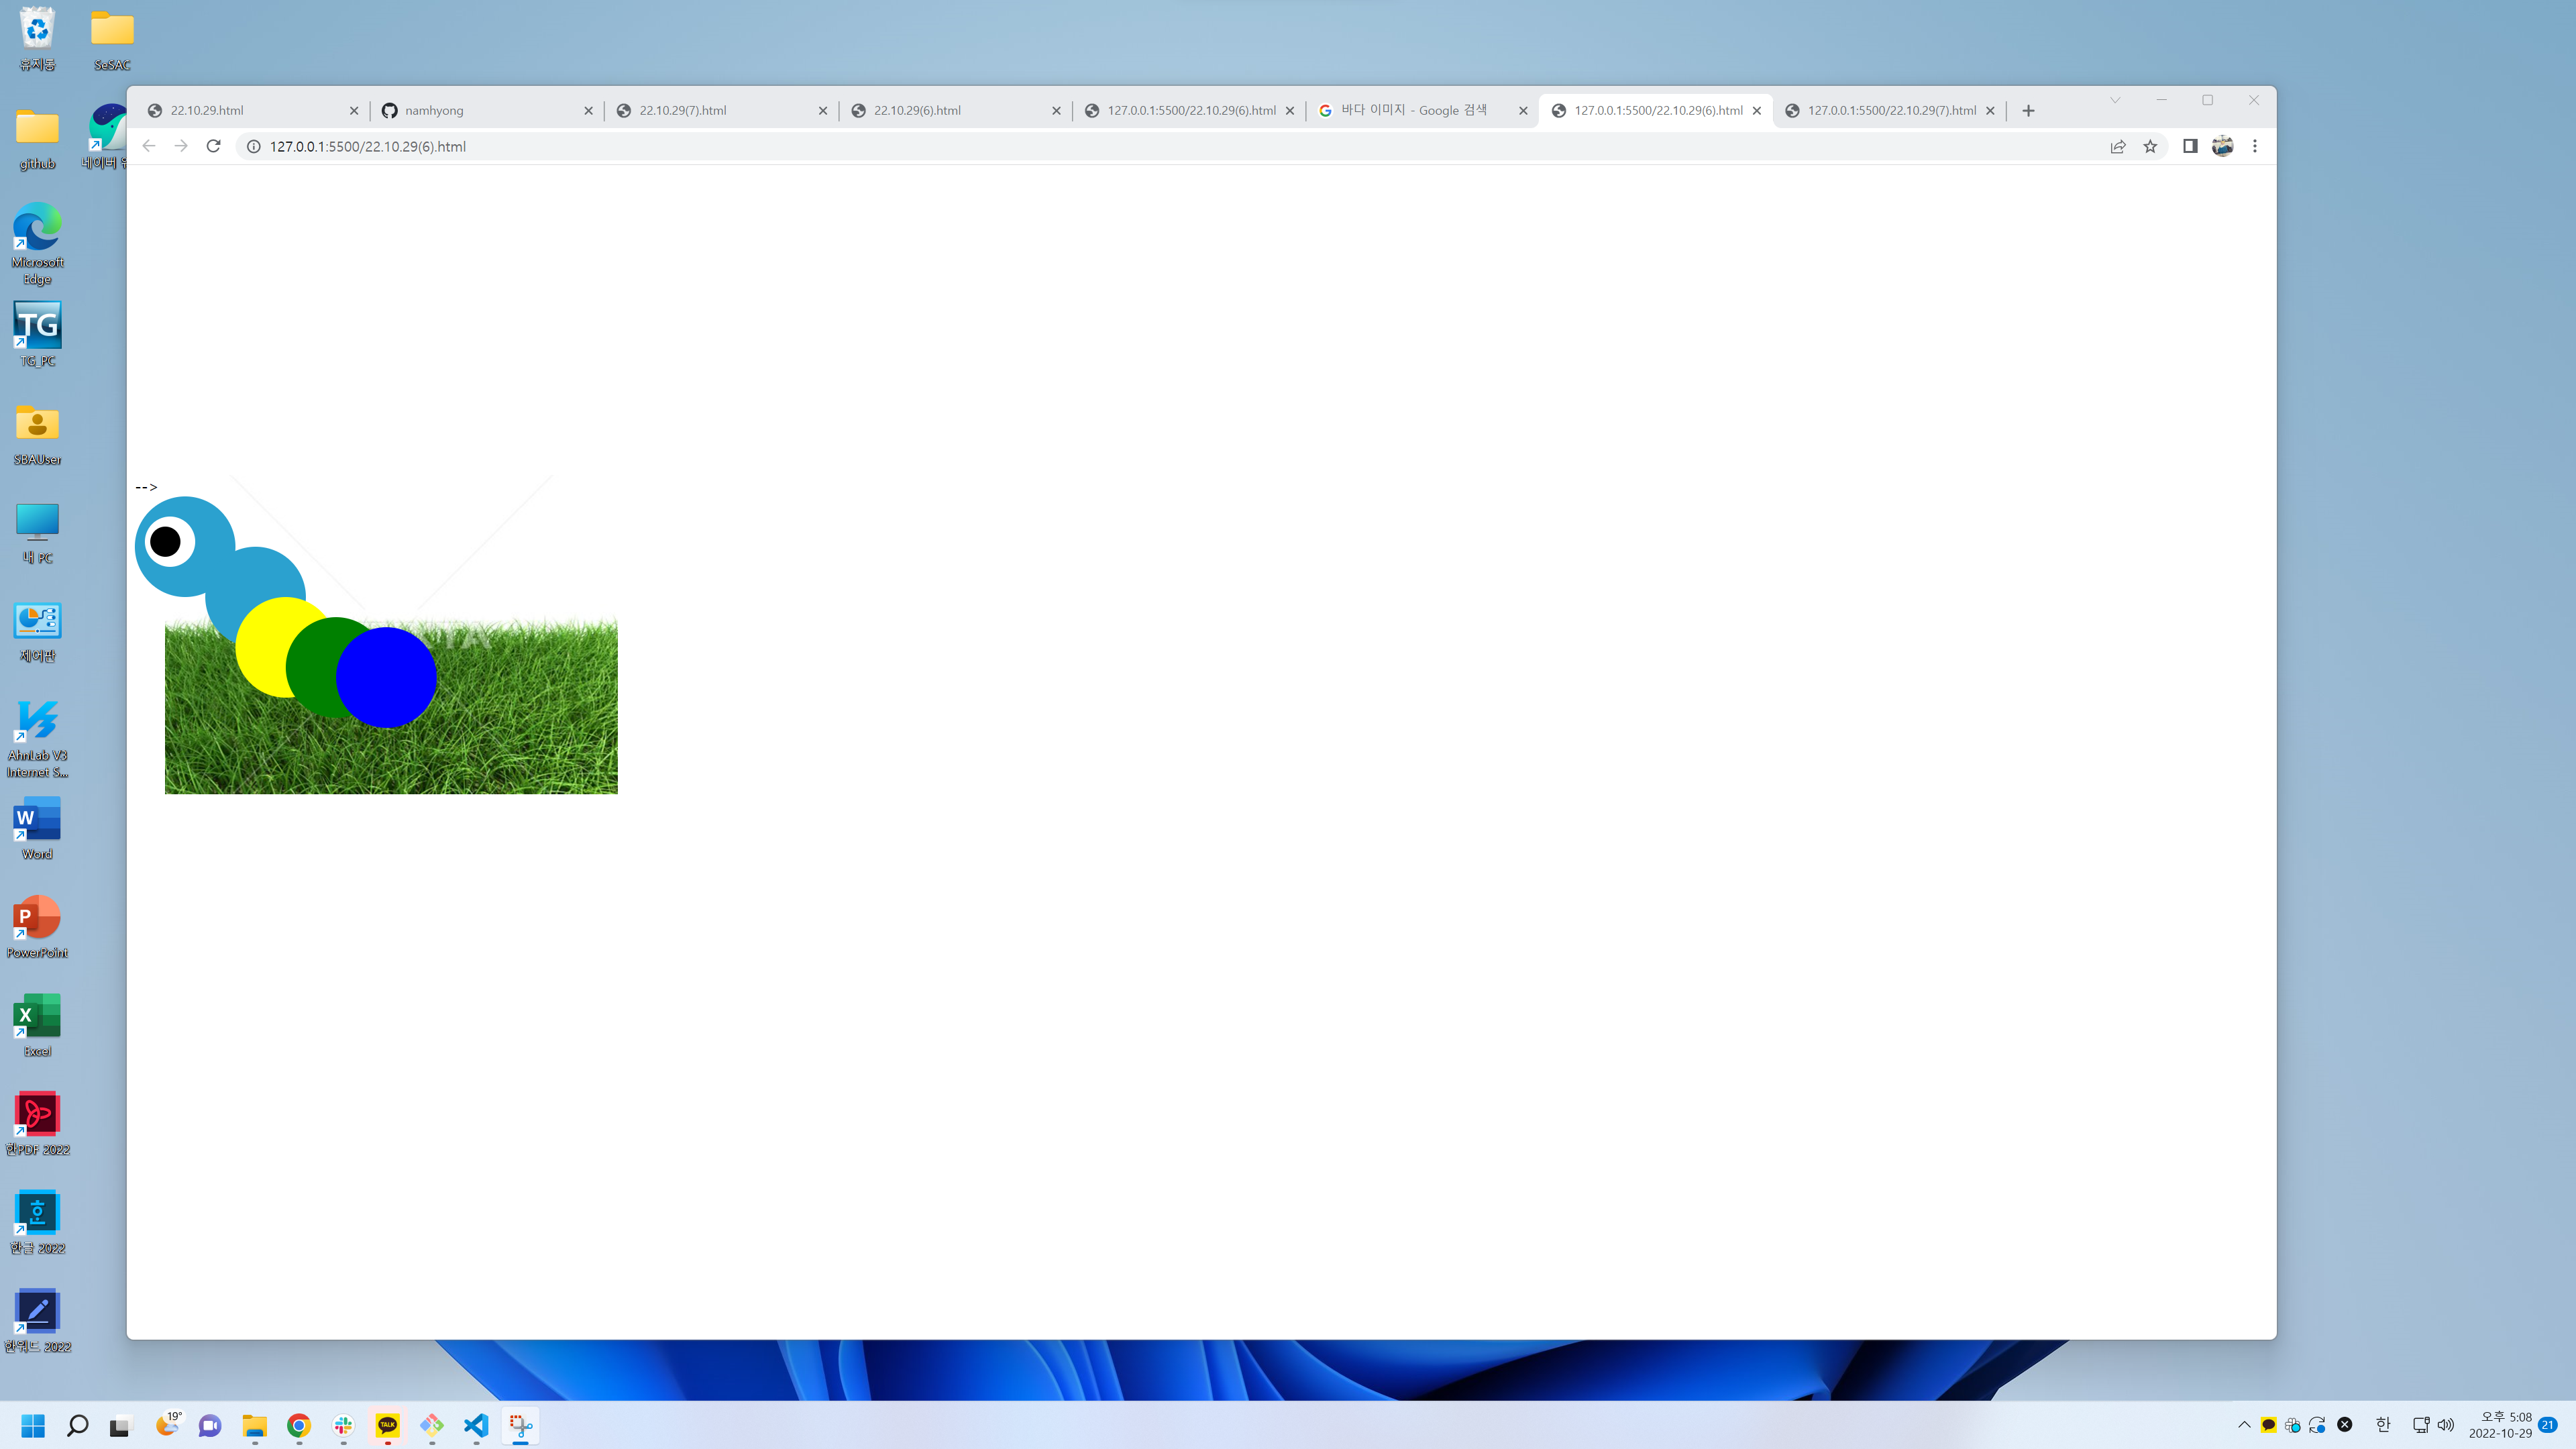 휴지통
SeSAC
github
네이버 웨
Microsoft
Edge
TG
TG_PC
SBAUser
내 PC
제어판
AhnLab V3
Internet S...
W
Word
P
PowerPoint
X
Excel
한PDF 2022
한글 2022
한워드 2022
22.10.29.html
namhyong
22.10.29(7).html
22.10.29(6).html
127.0.0.1:5500/22.10.29(6).html
바다 이미지 - Google 검색
127.0.0.1:5500/22.10.29(6).html
127.0.0.1:5500/22.10.29(7).html
127.0.0.1:5500/22.10.29(6).html
-->
19°
TALK
한
오후 5:08
2022-10-29
21